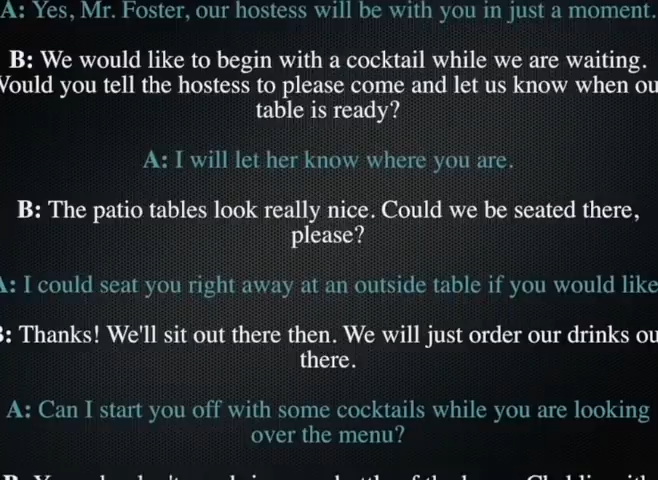 A: Yes, Mr. Foster, our hostess will be with you in just a moment.
B: We would like to begin with a cocktail while we are waiting.
Would you tell the hostess to please come and let us know when ou
table is ready?
A: I will let her know where you are.
B: The patio tables look really nice. Could we be seated there,
please?
A: I could seat you right away at an outside table if you would like
B: Thanks! We'll sit out there then. We will just order our drinks ou
there.
A: Can I start you off with some cocktails while you are looking
over the menu?